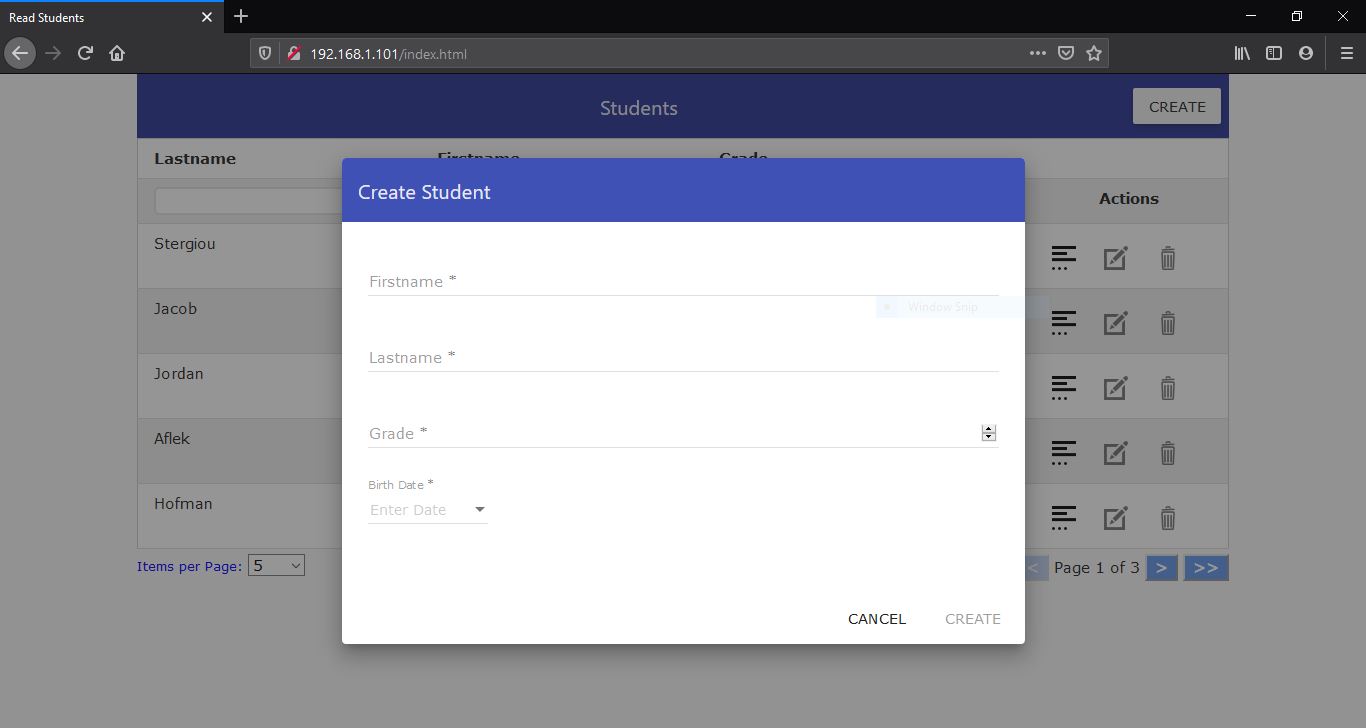 Read Students
192.168.1.101/index.html
Students
CREATE
Lastname Firstname Grade
Actions
Create Student
Stergiou
Firstname *
Window Snip
Jacob
Lastname *
Jordan
Grade *
Aflek
Birth Date *
Enter Date
Hofman
Items per Page: 5
< Page 1 of 3 > >>
CANCEL CREATE